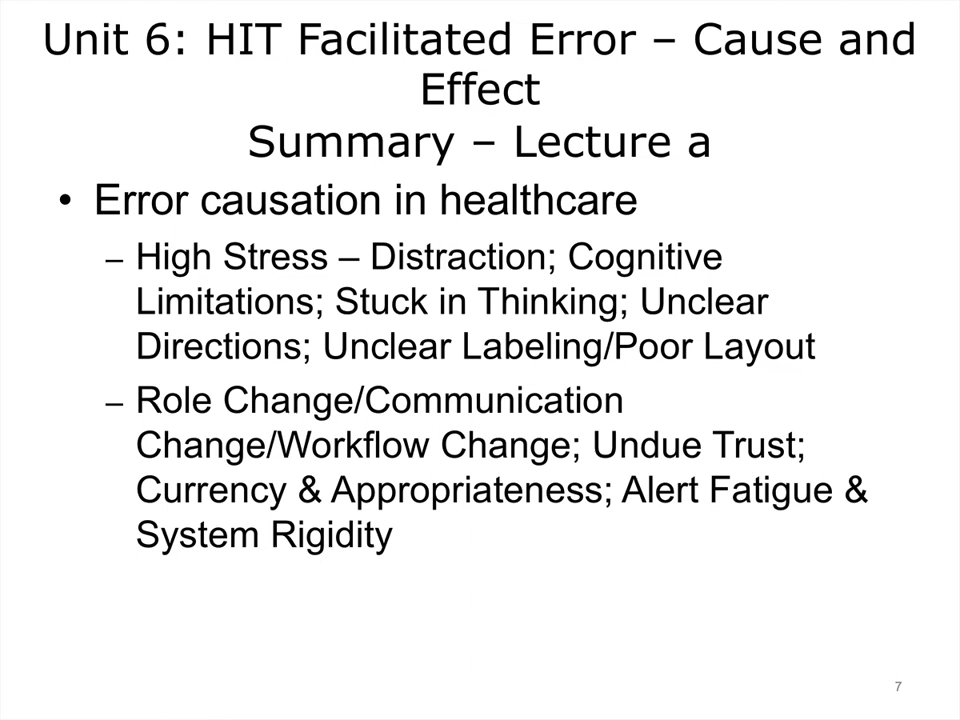 Unit 6: HIT Facilitated Error – Cause and
Effect
Summary – Lecture a
• Error causation in healthcare
– High Stress – Distraction; Cognitive
Limitations; Stuck in Thinking; Unclear
Directions; Unclear Labeling/Poor Layout
– Role Change/Communication
Change/Workflow Change; Undue Trust;
Currency & Appropriateness; Alert Fatigue &
System Rigidity
7